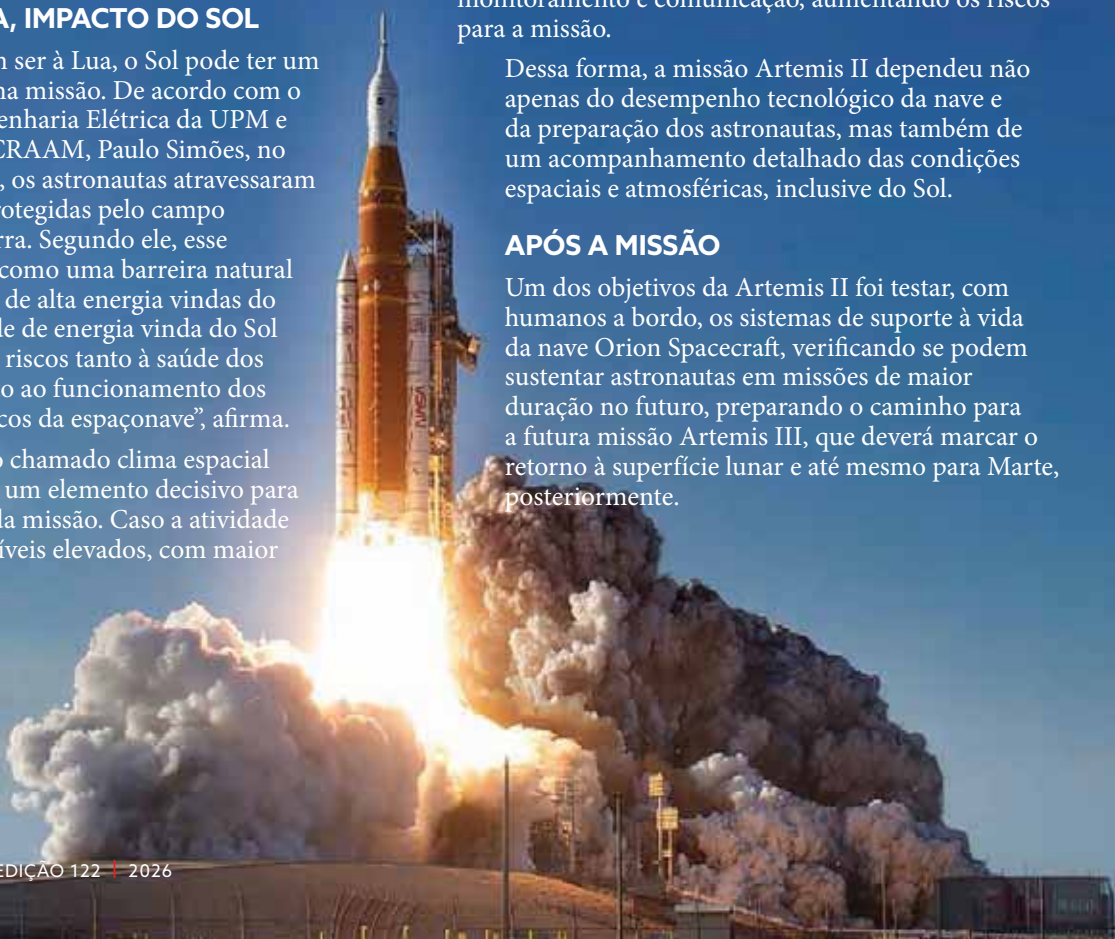 A, IMPACTO DO SOL
ser à Lua, o Sol pode ter um
na missão. De acordo com o
enharia Elétrica da UPM e
CRAAM, Paulo Simões, no
, os astronautas atravessaram
rotegidas pelo campo
rra. Segundo ele, esse
como uma barreira natural
de alta energia vindas do
de de energia vinda do Sol
riscos tanto à saúde dos
o ao funcionamento dos
cos da espaçonave”, afirma.
o chamado clima espacial
um elemento decisivo para
da missão. Caso a atividade
íveis elevados, com maior
monitoramento e comunicação, aumentando os riscos
para a missão.
Dessa forma, a missão Artemis II dependeu não
apenas do desempenho tecnológico da nave e
da preparação dos astronautas, mas também de
um acompanhamento detalhado das condições
espaciais e atmosféricas, inclusive do Sol.
APÓS A MISSÃO
Um dos objetivos da Artemis II foi testar, com
humanos a bordo, os sistemas de suporte à vida
da nave Orion Spacecraft, verificando se podem
sustentar astronautas em missões de maior
duração no futuro, preparando o caminho para
a futura missão Artemis III, que deverá marcar o
retorno à superfície lunar e até mesmo para Marte,
posteriormente.
NASA
EDIÇÃO 122 | 2026